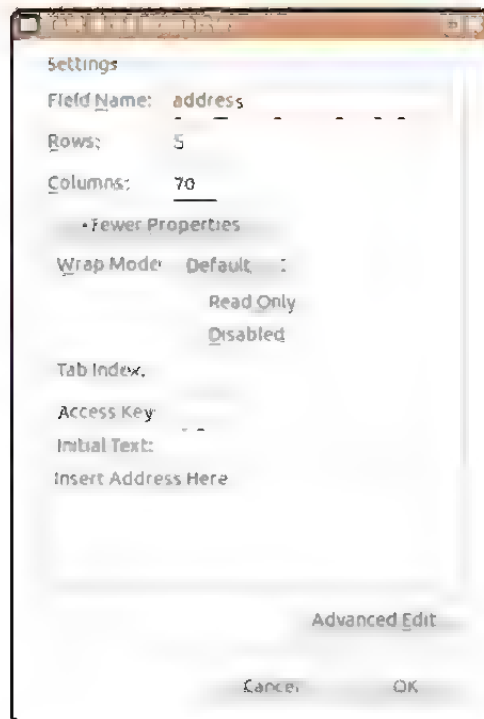 Settings
Field Name: address
Rows: 5
Columns: 70
Fewer Properties
Wrap Mode Default
Read Only
Disabled
Tab Index.
Access Key
Initial Text:
Insert Address Here
Advanced Edit
Cancel OK